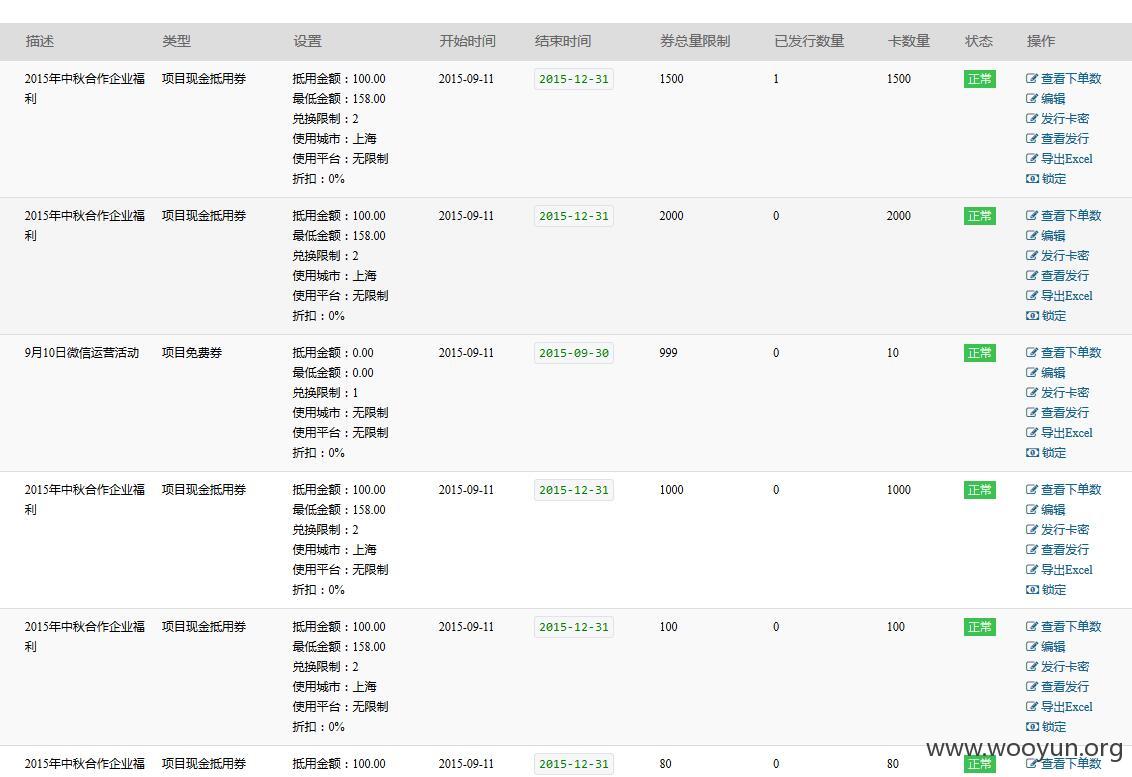 描述 类型 设置 开始时间 结束时间 券总量限制 已发行数量 卡数量 状态 操作
2015年中秋合作企业福 项目现金抵用券 抵用金额：100.00 2015-09-11 2015-12-31 1500 1 1500 正常 查看下单数
利 最低金额：158.00 编辑
兑换限制：2 发行卡密
使用城市：上海 查看发行
使用平台：无限制 导出Excel
折扣：0% 锁定
2015年中秋合作企业福 项目现金抵用券 抵用金额：100.00 2015-09-11 2015-12-31 2000 0 2000 正常 查看下单数
利 最低金额：158.00 编辑
兑换限制：2 发行卡密
使用城市：上海 查看发行
使用平台：无限制 导出Excel
折扣：0% 锁定
9月10日微信运营活动 项目免费券 抵用金额：0.00 2015-09-11 2015-09-30 999 0 10 正常 查看下单数
最低金额：0.00 编辑
兑换限制：1 发行卡密
使用城市：无限制 查看发行
使用平台：无限制 导出Excel
折扣：0% 锁定
2015年中秋合作企业福 项目现金抵用券 抵用金额：100.00 2015-09-11 2015-12-31 1000 0 1000 正常 查看下单数
利 最低金额：158.00 编辑
兑换限制：2 发行卡密
使用城市：上海 查看发行
使用平台：无限制 导出Excel
折扣：0% 锁定
2015年中秋合作企业福 项目现金抵用券 抵用金额：100.00 2015-09-11 2015-12-31 100 0 100 正常 查看下单数
利 最低金额：158.00 编辑
兑换限制：2 发行卡密
使用城市：上海 查看发行
使用平台：无限制 导出Excel
折扣：0% 锁定
www.wooyun.org
2015年中秋合作企业福 项目现金抵用券 抵用金额：100.00 2015-09-11 2015-12-31 80 0 80 正常 查看下单数